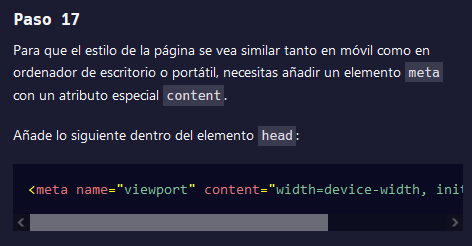 Paso 17
Para que el estilo de la página se vea similar tanto en móvil como en
ordenador de escritorio o portátil, necesitas añadir un elemento meta
con un atributo especial content.
Añade lo siguiente dentro del elemento head:
<meta name="viewport" content="width=device-width, init